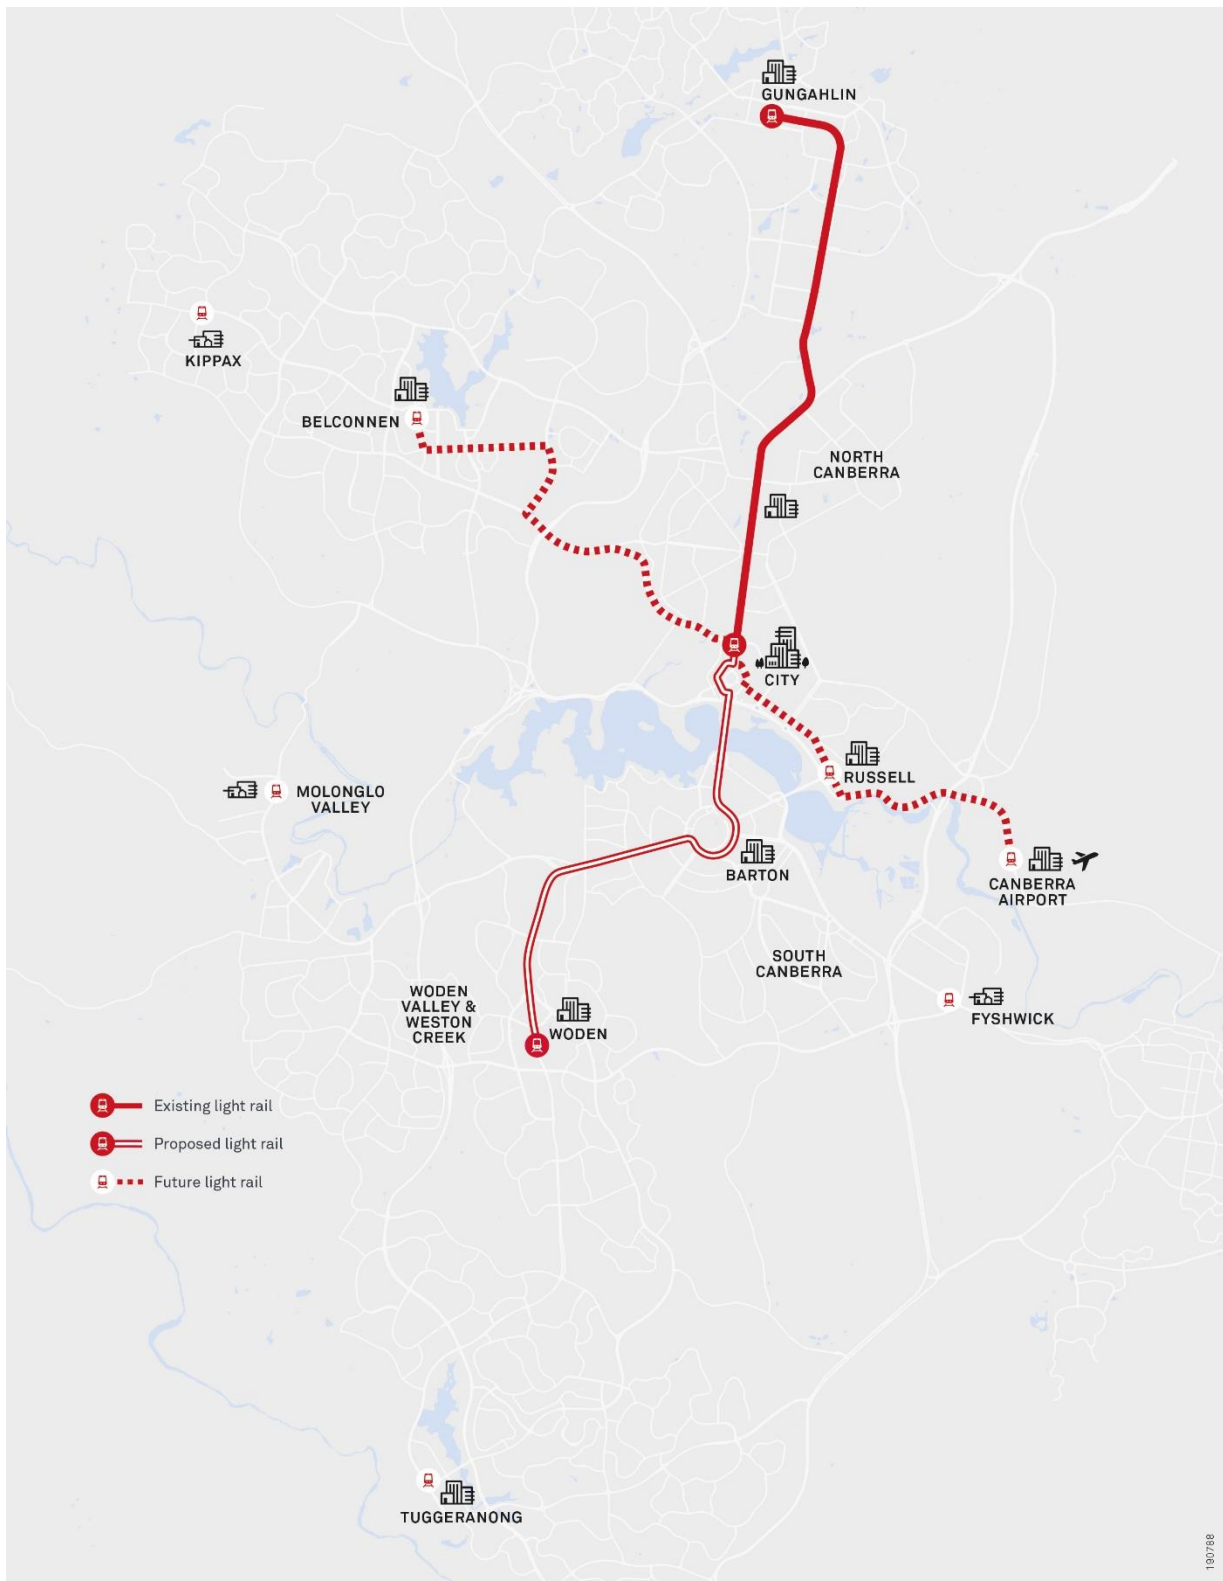 GUNGAHLIN
KIPPAX
BELCONNEN
NORTH
CANBERRA
CITY
RUSSELL
MOLONGLO
VALLEY
BARTON
CANBERRA
AIRPORT
SOUTH
CANBERRA
WODEN
VALLEY &
WESTON
CREEK
WODEN
FYSHWICK
Existing light rail
Proposed light rail
Future light rail
TUGGERANONG
190788